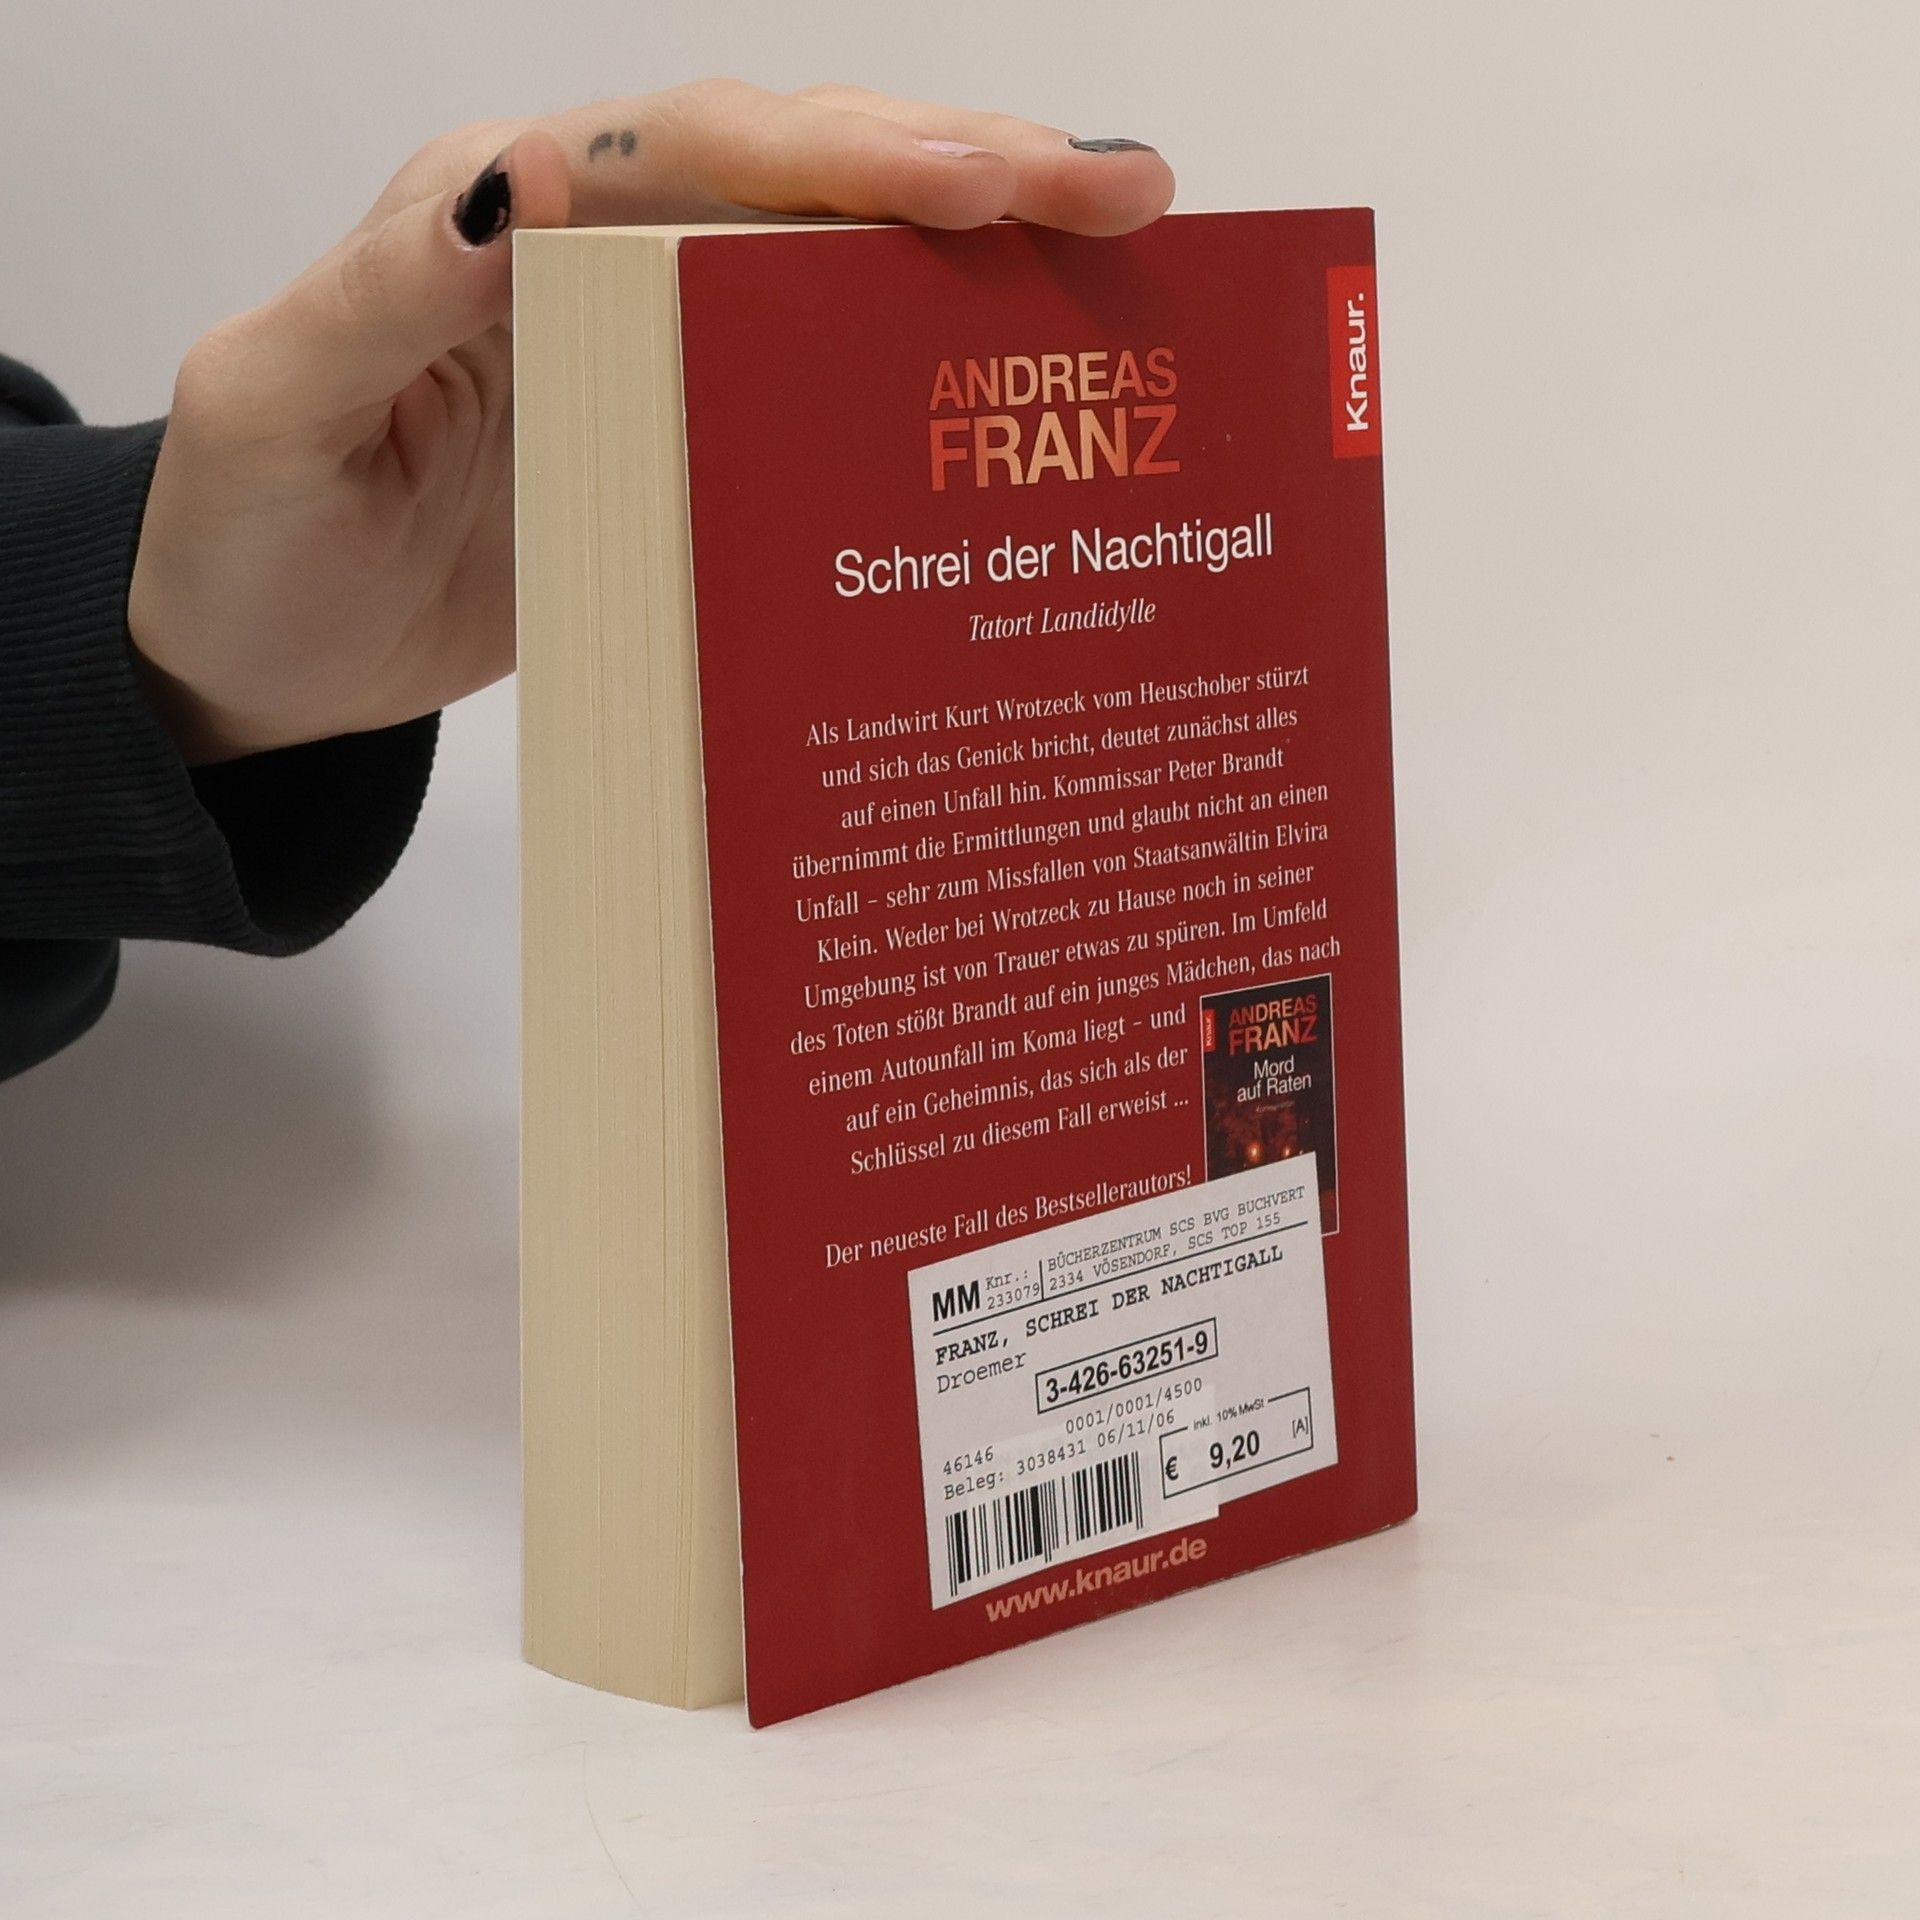 Knaur.
ANDREAS
FRANZ
Schrei der Nachtigall
Tatort Landidylle
Als Landwirt Kurt Wrotzeck vom Heuschober stürzt
und sich das Genick bricht, deutet zunächst alles
auf einen Unfall hin. Kommissar Peter Brandt
übernimmt die Ermittlungen und glaubt nicht an einen
Unfall – sehr zum Missfallen von Staatsanwältin Elvira
Klein. Weder bei Wrotzeck zu Hause noch in seiner
Umgebung ist von Trauer etwas zu spüren. Im Umfeld
des Toten stößt Brandt auf ein junges Mädchen, das nach
einem Autounfall im Koma liegt – und
auf ein Geheimnis, das sich als der
Schlüssel zu diesem Fall erweist ...
Der neueste Fall des Bestsellerautors!
Knaur.
ANDREAS
FRANZ
Mord
auf Raten
MM Knr.: BÜCHERZENTRUM SCS BVG BUCHVERT
233079 2334 VÖSENDORF, SCS TOP 155
FRANZ, SCHREI DER NACHTIGALL
Droemer
3-426-63251-9
0001/0001/4500
46146
Beleg: 3038431 06/11/06
inkl. 10% MwSt
€ 9,20 [A]
www.knaur.de